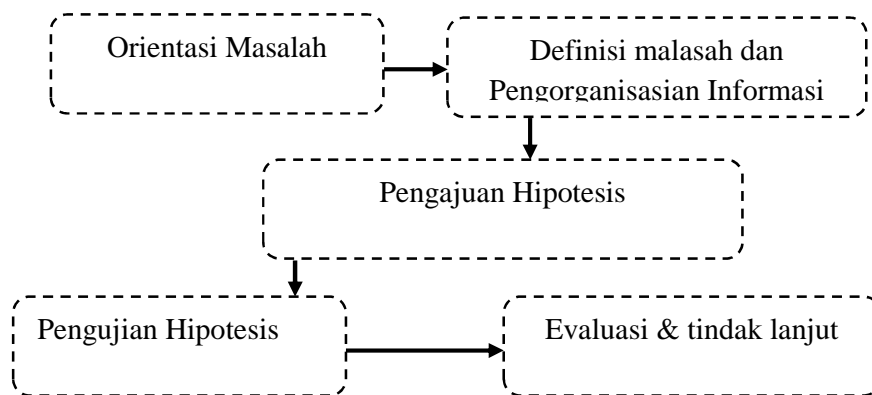 Orientasi Masalah
Definisi malasah dan
Pengorganisasian Informasi
Pengajuan Hipotesis
Pengujian Hipotesis
Evaluasi & tindak lanjut